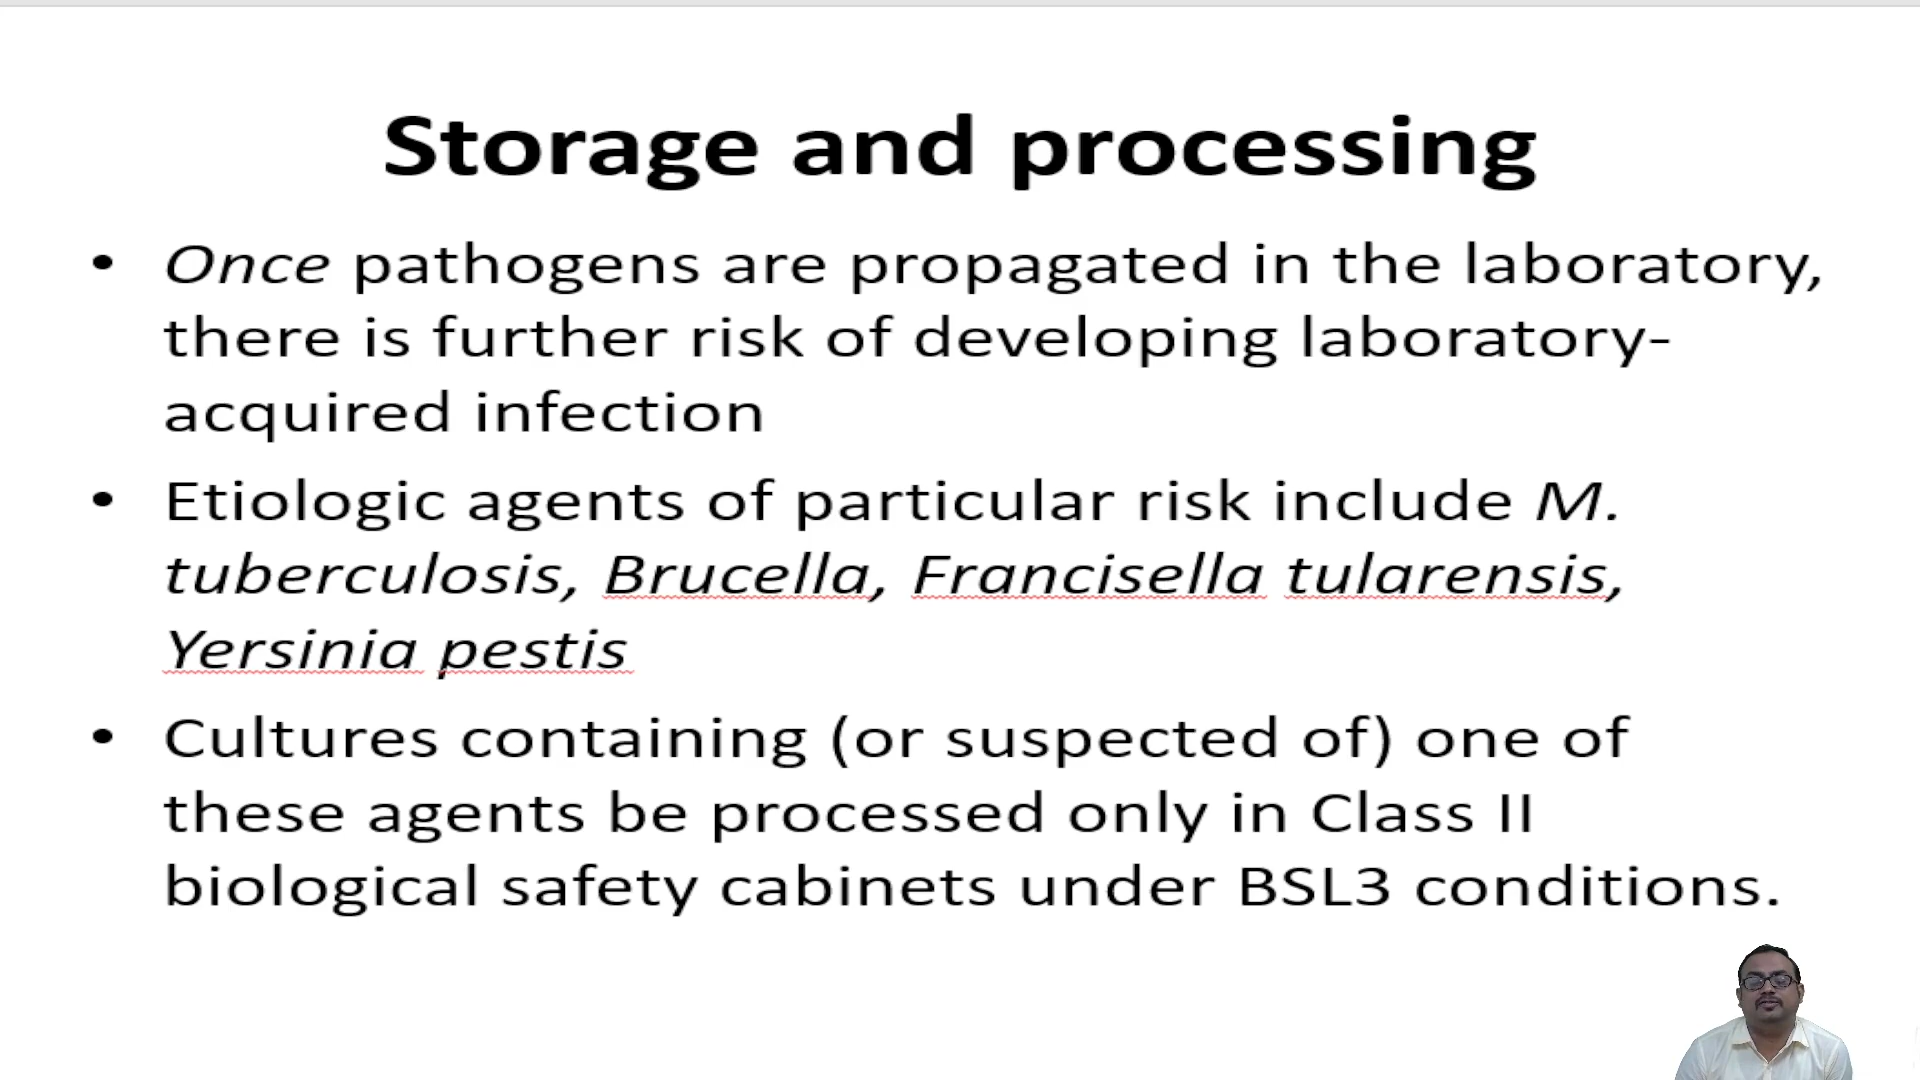 Storage and processing
• Once pathogens are propagated in the laboratory,
there is further risk of developing laboratory-
acquired infection
• Etiologic agents of particular risk include M.
tuberculosis, Brucella, Francisella tularensis,
Yersinia pestis
• Cultures containing (or suspected of) one of
these agents be processed only in Class II
biological safety cabinets under BSL3 conditions.